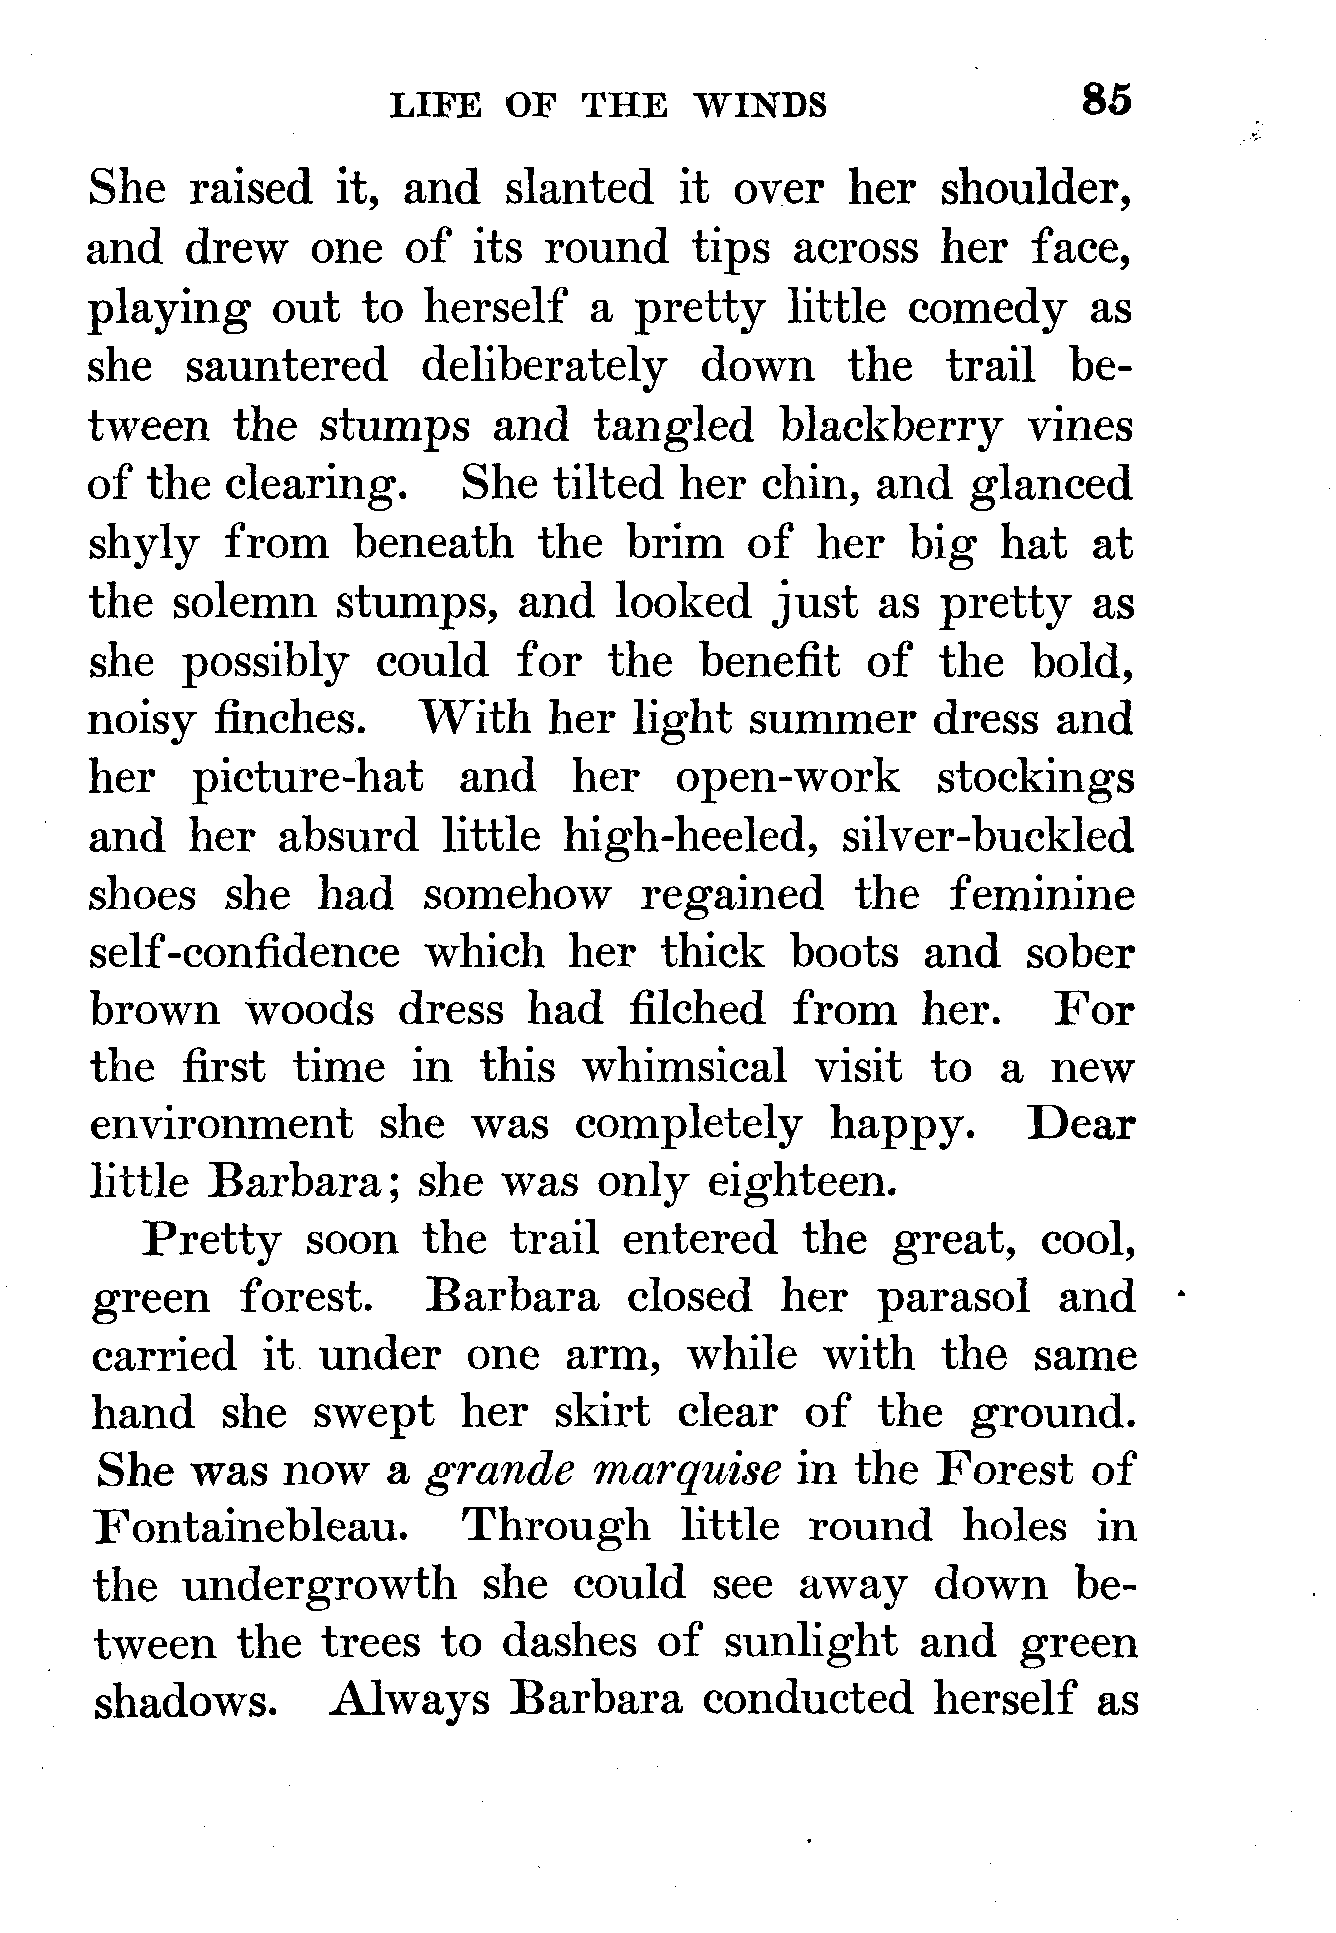 LIFE OF THE WINDS 85
She raised it, and slanted it over her shoulder,
and drew one of its round tips across her face,
playing out to herself a pretty little comedy as
she sauntered deliberately down the trail be-
tween the stumps and tangled blackberry vines
of the clearing. She tilted her chin, and glanced
shyly from beneath the brim of her big hat at
the solemn stumps, and looked just as pretty as
she possibly could for the benefit of the bold,
noisy finches. With her light summer dress and
her picture-hat and her open-work stockings
and her absurd little high-heeled, silver-buckled
shoes she had somehow regained the feminine
self-confidence which her thick boots and sober
brown woods dress had filched from her. For
the first time in this whimsical visit to a new
environment she was completely happy. Dear
little Barbara; she was only eighteen.
Pretty soon the trail entered the great, cool,
green forest. Barbara closed her parasol and
carried it under one arm, while with the same
hand she swept her skirt clear of the ground.
She was now a grande marquise in the Forest of
Fontainebleau. Through little round holes in
the undergrowth she could see away down be-
tween the trees to dashes of sunlight and green
shadows. Always Barbara conducted herself as